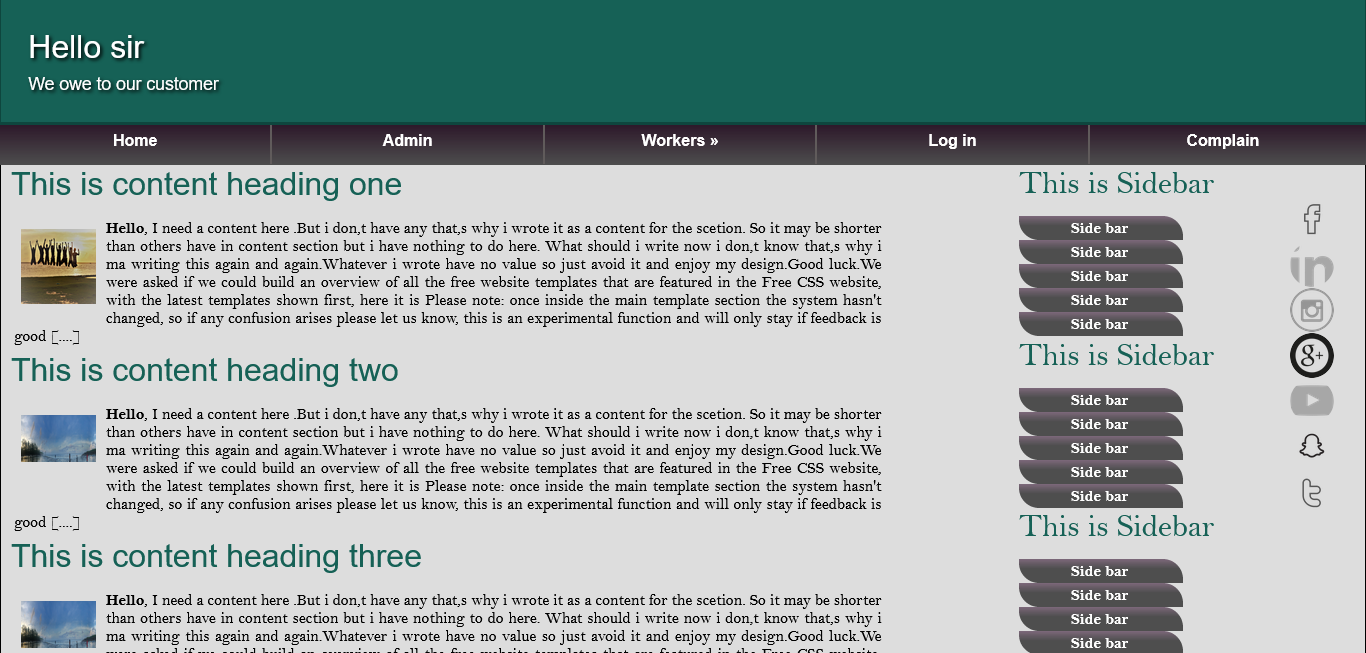 Hello sir
We owe to our customer
Home
Admin
Workers »
Log in
Complain
This is content heading one
Hello, I need a content here .But i don,t have any that,s why i wrote it as a content for the scetion. So it may be shorter
than others have in content section but i have nothing to do here. What should i write now i don,t know that,s why i
ma writing this again and again.Whatever i wrote have no value so just avoid it and enjoy my design.Good luck.We
were asked if we could build an overview of all the free website templates that are featured in the Free CSS website,
with the latest templates shown first, here it is Please note: once inside the main template section the system hasn't
changed, so if any confusion arises please let us know, this is an experimental function and will only stay if feedback is
good [....]
This is content heading two
Hello, I need a content here .But i don,t have any that,s why i wrote it as a content for the scetion. So it may be shorter
than others have in content section but i have nothing to do here. What should i write now i don,t know that,s why i
ma writing this again and again.Whatever i wrote have no value so just avoid it and enjoy my design.Good luck.We
were asked if we could build an overview of all the free website templates that are featured in the Free CSS website,
with the latest templates shown first, here it is Please note: once inside the main template section the system hasn't
changed, so if any confusion arises please let us know, this is an experimental function and will only stay if feedback is
good [....]
This is content heading three
Hello, I need a content here .But i don,t have any that,s why i wrote it as a content for the scetion. So it may be shorter
than others have in content section but i have nothing to do here. What should i write now i don,t know that,s why i
ma writing this again and again.Whatever i wrote have no value so just avoid it and enjoy my design.Good luck.We
This is Sidebar
Side bar
Side bar
Side bar
Side bar
Side bar
This is Sidebar
Side bar
Side bar
Side bar
Side bar
Side bar
This is Sidebar
Side bar
Side bar
Side bar
Side bar
f
in
g+
t